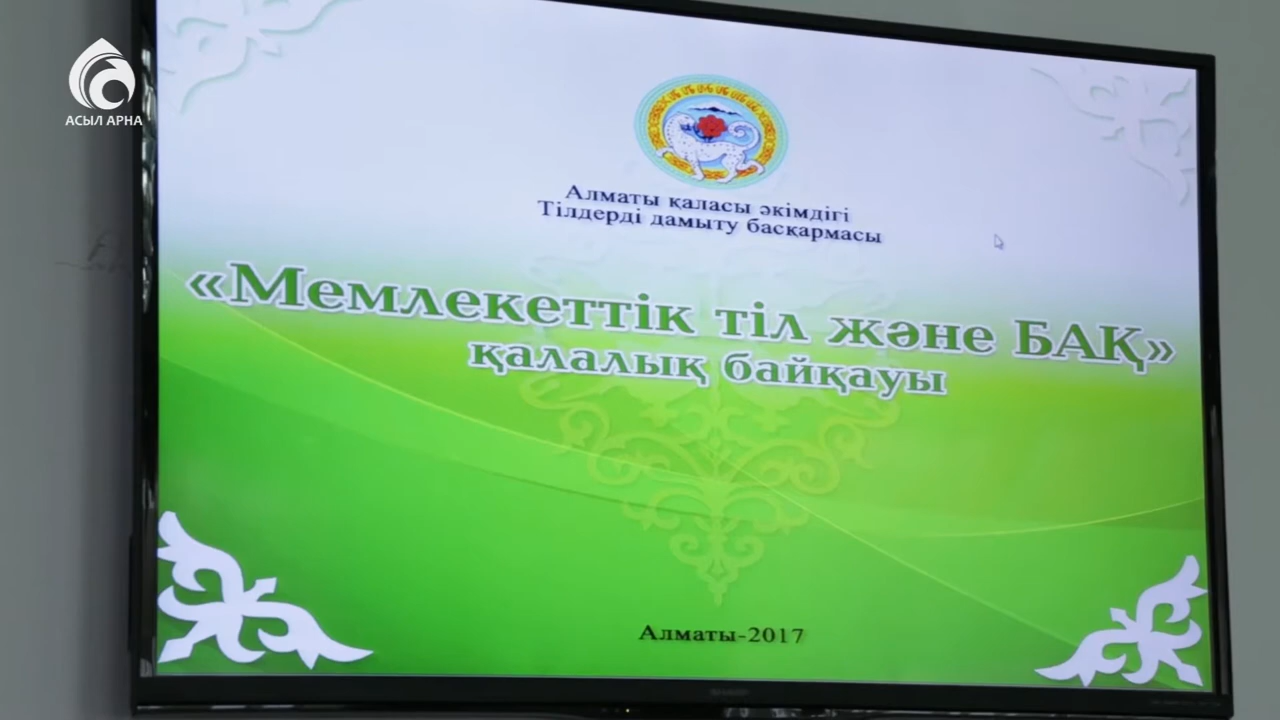 АСЫЛ АРНА
Алматы қаласы әкімдігі
Тілдерді дамыту басқармасы
«Мемлекеттік тіл және БАҚ»
қалалық байқауы
Алматы-2017